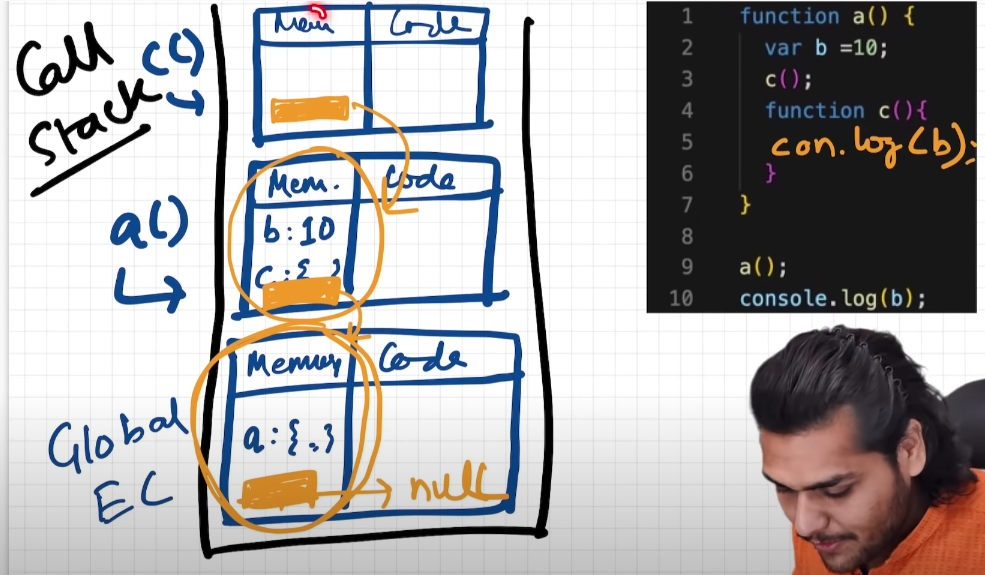 Call
Stack
c()
Mem
Code
a()
Mem.
Code
b:10
c:{ }
Global
EC
Memory
Code
a:{.}
null
1 function a() {
2 var b =10;
3 c();
4 function c(){
5 con.log(b);
6 }
7 }
8
9 a();
10 console.log(b);